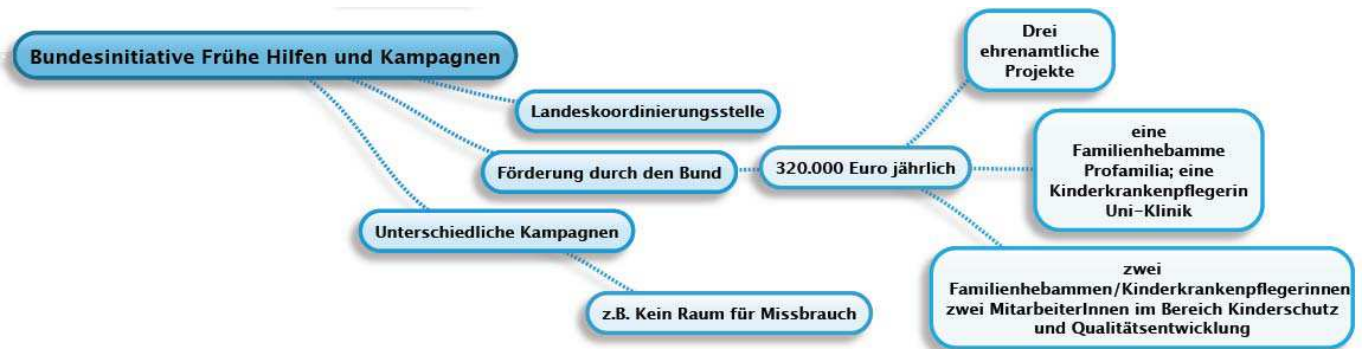 Bundesinitiative Frühe Hilfen und Kampagnen
Landeskoordinierungsstelle
Förderung durch den Bund
320.000 Euro jährlich
Drei
ehrenamtliche
Projekte
eine
Familienhebamme
Profamilia; eine
Kinderkrankenpflegerin
Uni-Klinik
zwei
Familienhebammen/Kinderkrankenpflegerinnen
zwei MitarbeiterInnen im Bereich Kinderschutz
und Qualitätsentwicklung
Unterschiedliche Kampagnen
z.B. Kein Raum für Missbrauch